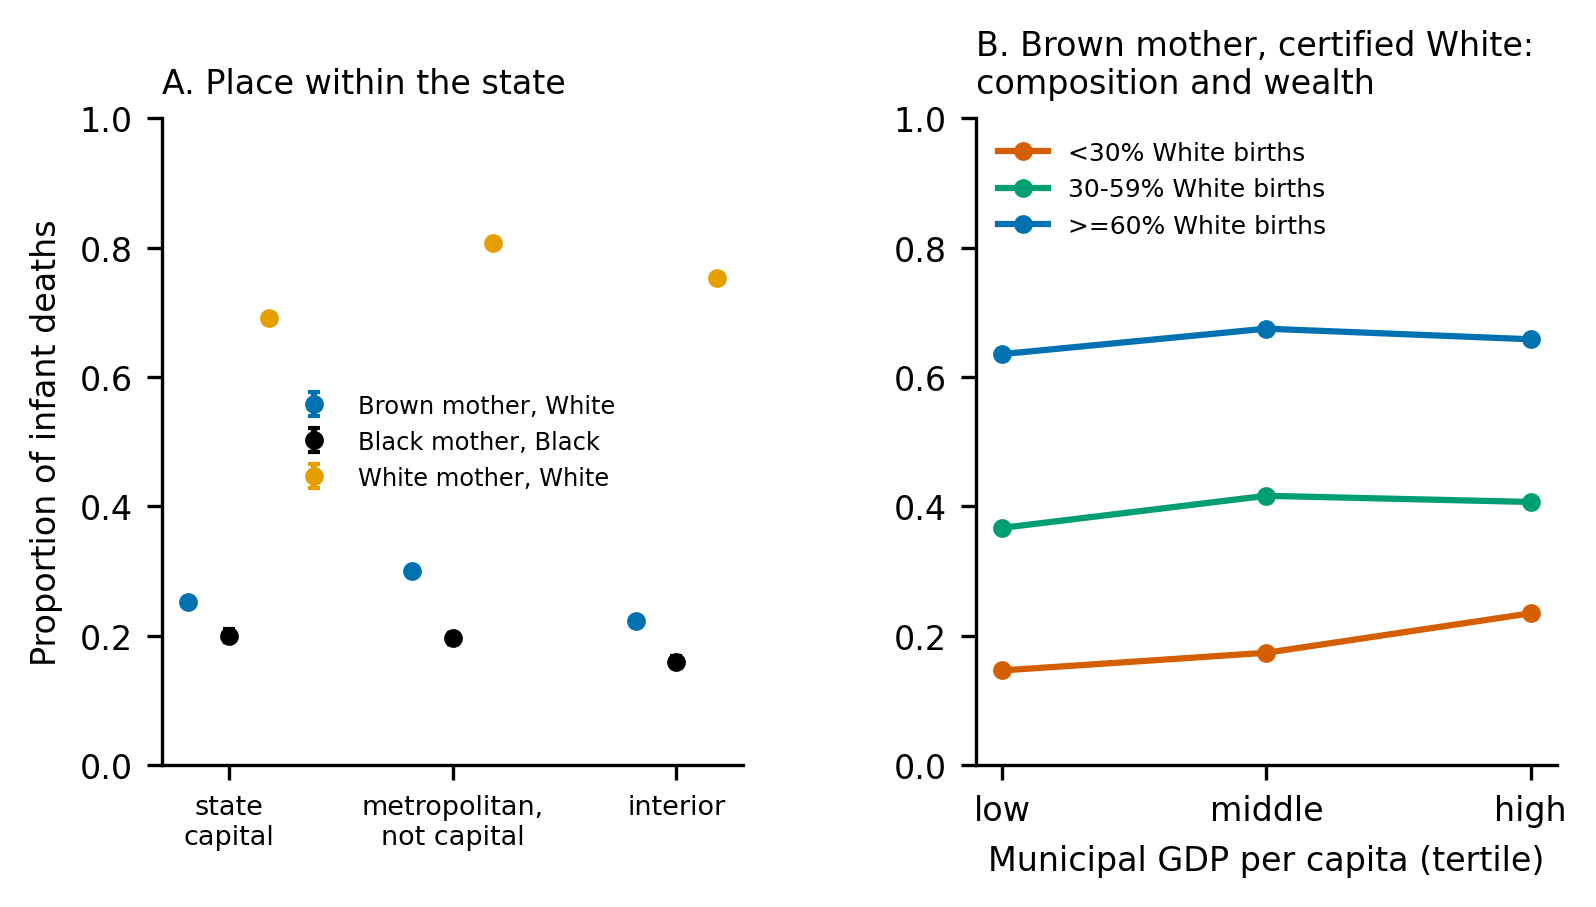 A. Place within the state
1.0
0.8
0.6
0.4
0.2
0.0
Proportion of infant deaths
Brown mother, White
Black mother, Black
White mother, White
state
capital
metropolitan,
not capital
interior
B. Brown mother, certified White:
composition and wealth
1.0
0.8
0.6
0.4
0.2
0.0
<30% White births
30-59% White births
>=60% White births
low
middle
high
Municipal GDP per capita (tertile)